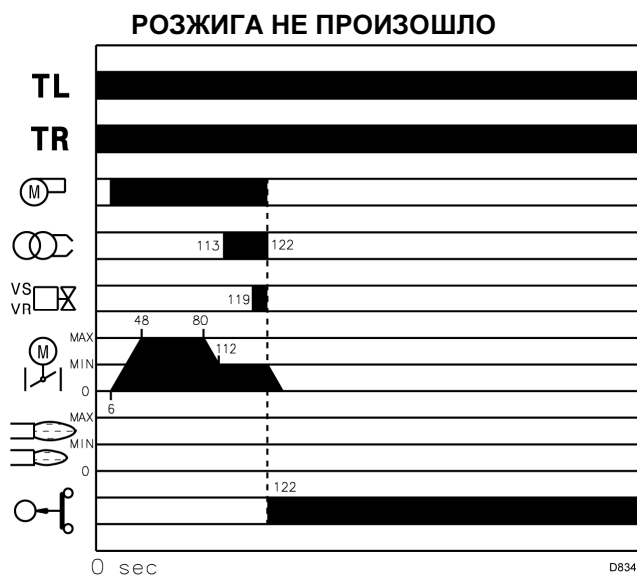 РОЗЖИГА НЕ ПРОИЗОШЛО
TL
TR
M
113
122
VS
VR
119
48
80
M
MAX
112
MIN
0
6
MAX
MIN
0
122
0 sec
D834